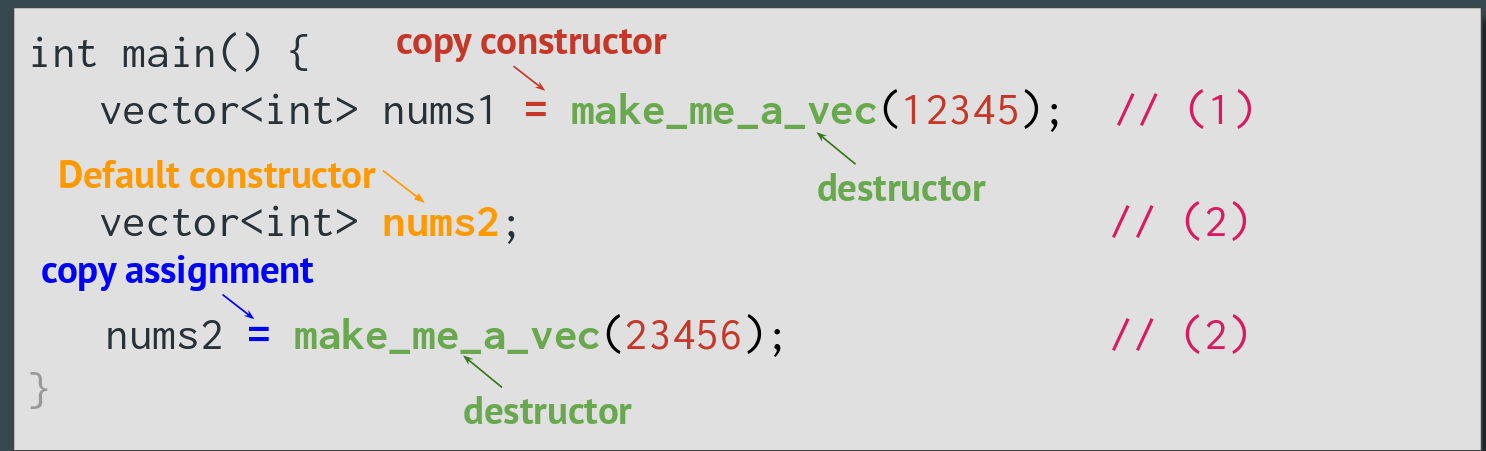 copy constructor
int main() {
vector<int> nums1 = make_me_a_vec(12345); // (1)
destructor
Default constructor
vector<int> nums2; // (2)
copy assignment
nums2 = make_me_a_vec(23456); // (2)
}
destructor